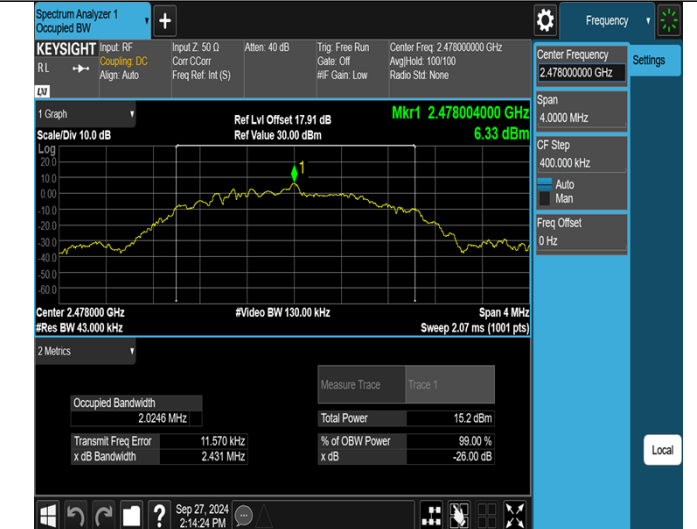 Spectrum Analyzer 1
Occupied BW
Frequency
KEYSIGHT
RL
Input: RF
Coupling: DC
Align: Auto
Input Z: 50 Ω
Corr CCorr
Freq Ref: Int (S)
Atten: 40 dB
Trig: Free Run
Gate: Off
#IF Gain: Low
Center Freq: 2.478000000 GHz
Avg|Hold: 100/100
Radio Std: None
Center Frequency
2.478000000 GHz
Settings
Span
4.0000 MHz
CF Step
400.000 kHz
Auto
Man
Freq Offset
0 Hz
1 Graph
Scale/Div 10.0 dB
Ref Lvl Offset 17.91 dB
Ref Value 30.00 dBm
Mkr1 2.478004000 GHz
6.33 dBm
Log
20.0
10.0
0.00
-10.0
-20.0
-30.0
-40.0
-50.0
-60.0
1
Center 2.478000 GHz
#Res BW 43.000 kHz
#Video BW 130.00 kHz
Span 4 MHz
Sweep 2.07 ms (1001 pts)
2 Metrics
Measure Trace Trace 1
Occupied Bandwidth
2.0246 MHz
Total Power 15.2 dBm
Transmit Freq Error 11.570 kHz
% of OBW Power 99.00 %
x dB Bandwidth 2.431 MHz
x dB -26.00 dB
Local
Sep 27, 2024
2:14:24 PM